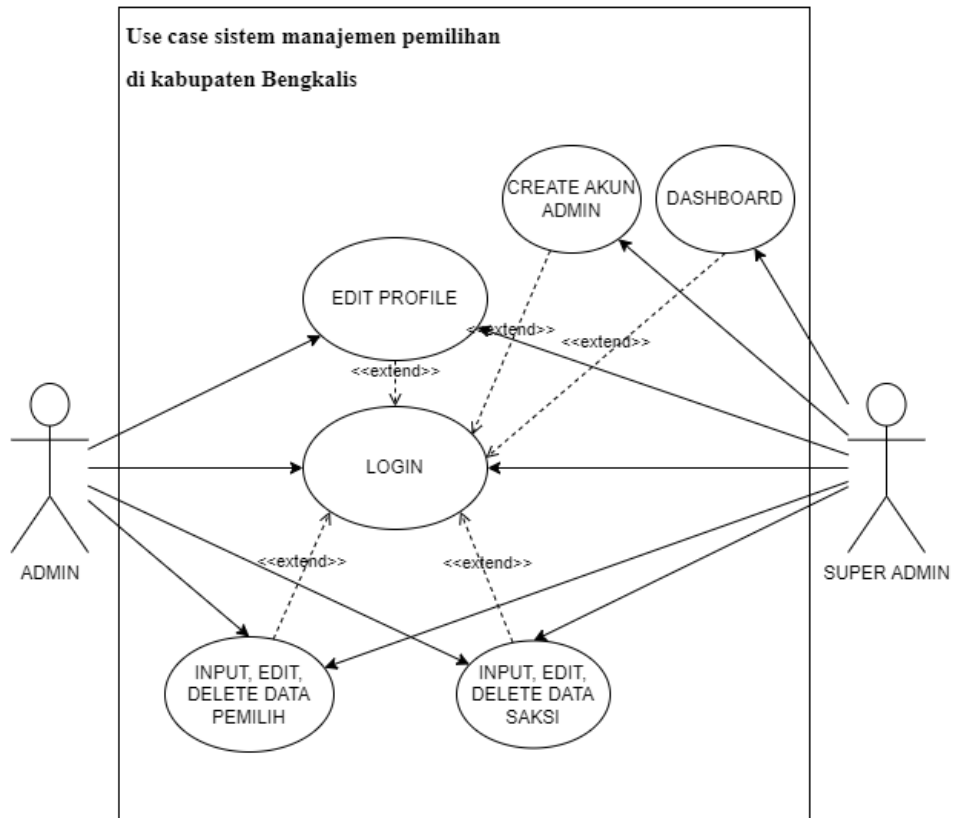 Use case sistem manajemen pemilihan
di kabupaten Bengkalis
CREATE AKUN
ADMIN
DASHBOARD
EDIT PROFILE
<<extend>>
<<extend>>
<<extend>>
LOGIN
<<extend>>
<<extend>>
ADMIN
SUPER ADMIN
INPUT, EDIT,
DELETE DATA
PEMILIH
INPUT, EDIT,
DELETE DATA
SAKSI